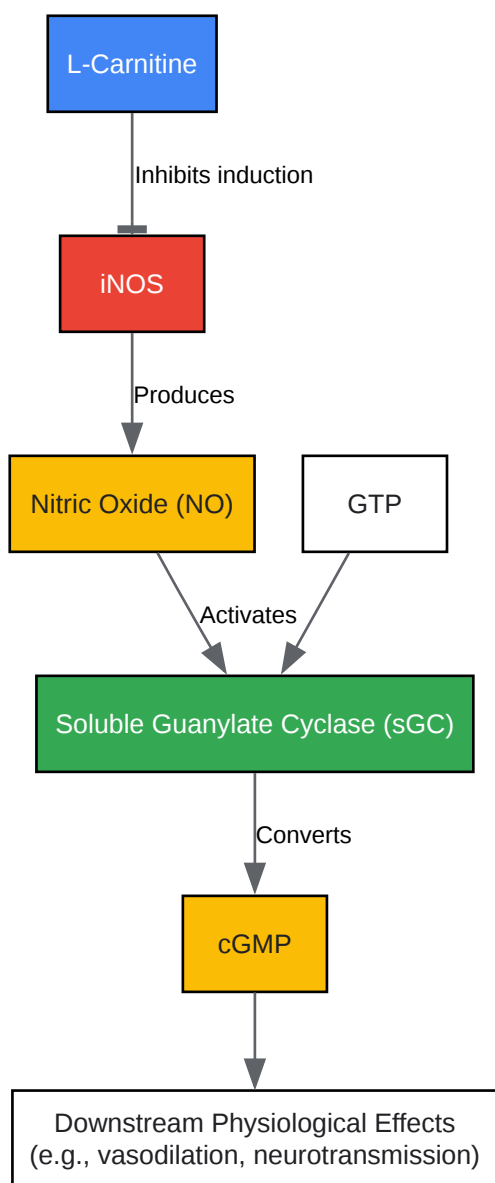 L-Carnitine
Inhibits induction
iNOS
Produces
Nitric Oxide (NO)
GTP
Activates
Soluble Guanylate Cyclase (sGC)
Converts
cGMP
Downstream Physiological Effects
(e.g., vasodilation, neurotransmission)